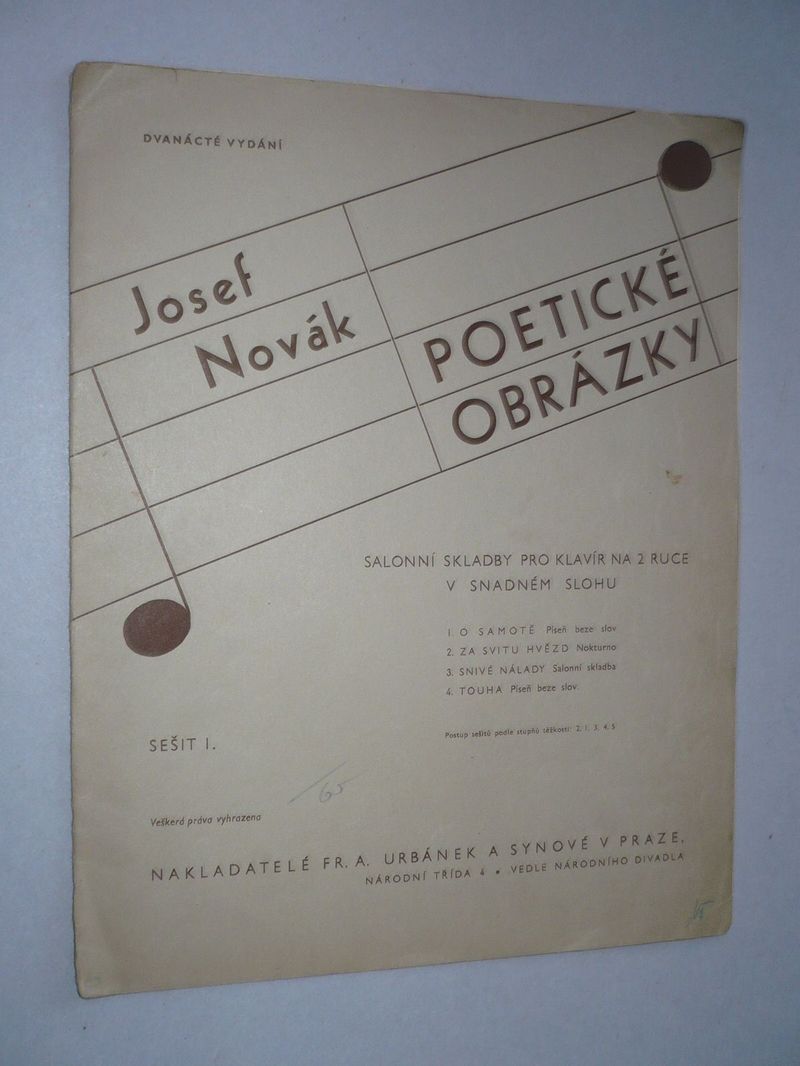 DVANÁCTÉ VYDÁNÍ
Josef
Novák
POETICKÉ
OBRÁZKY
SALONNÍ SKLADBY PRO KLAVÍR NA 2 RUCE
V SNADNÉM SLOHU
1. O SAMOTĚ Píseň beze slov
2. ZA SVITU HVĚZD Nokturno
3. SNIVÉ NÁLADY Salonní skladba
4. TOUHA Píseň beze slov.
Postup sešitů podle stupňů těžkosti: 2, 1, 3, 4, 5
SEŠIT I.
65
Veškerá práva vyhrazena
NAKLADATELÉ FR. A. URBÁNEK A SYNOVÉ V PRAZE,
NÁRODNÍ TŘÍDA 4 • VEDLE NÁRODNÍHO DIVADLA